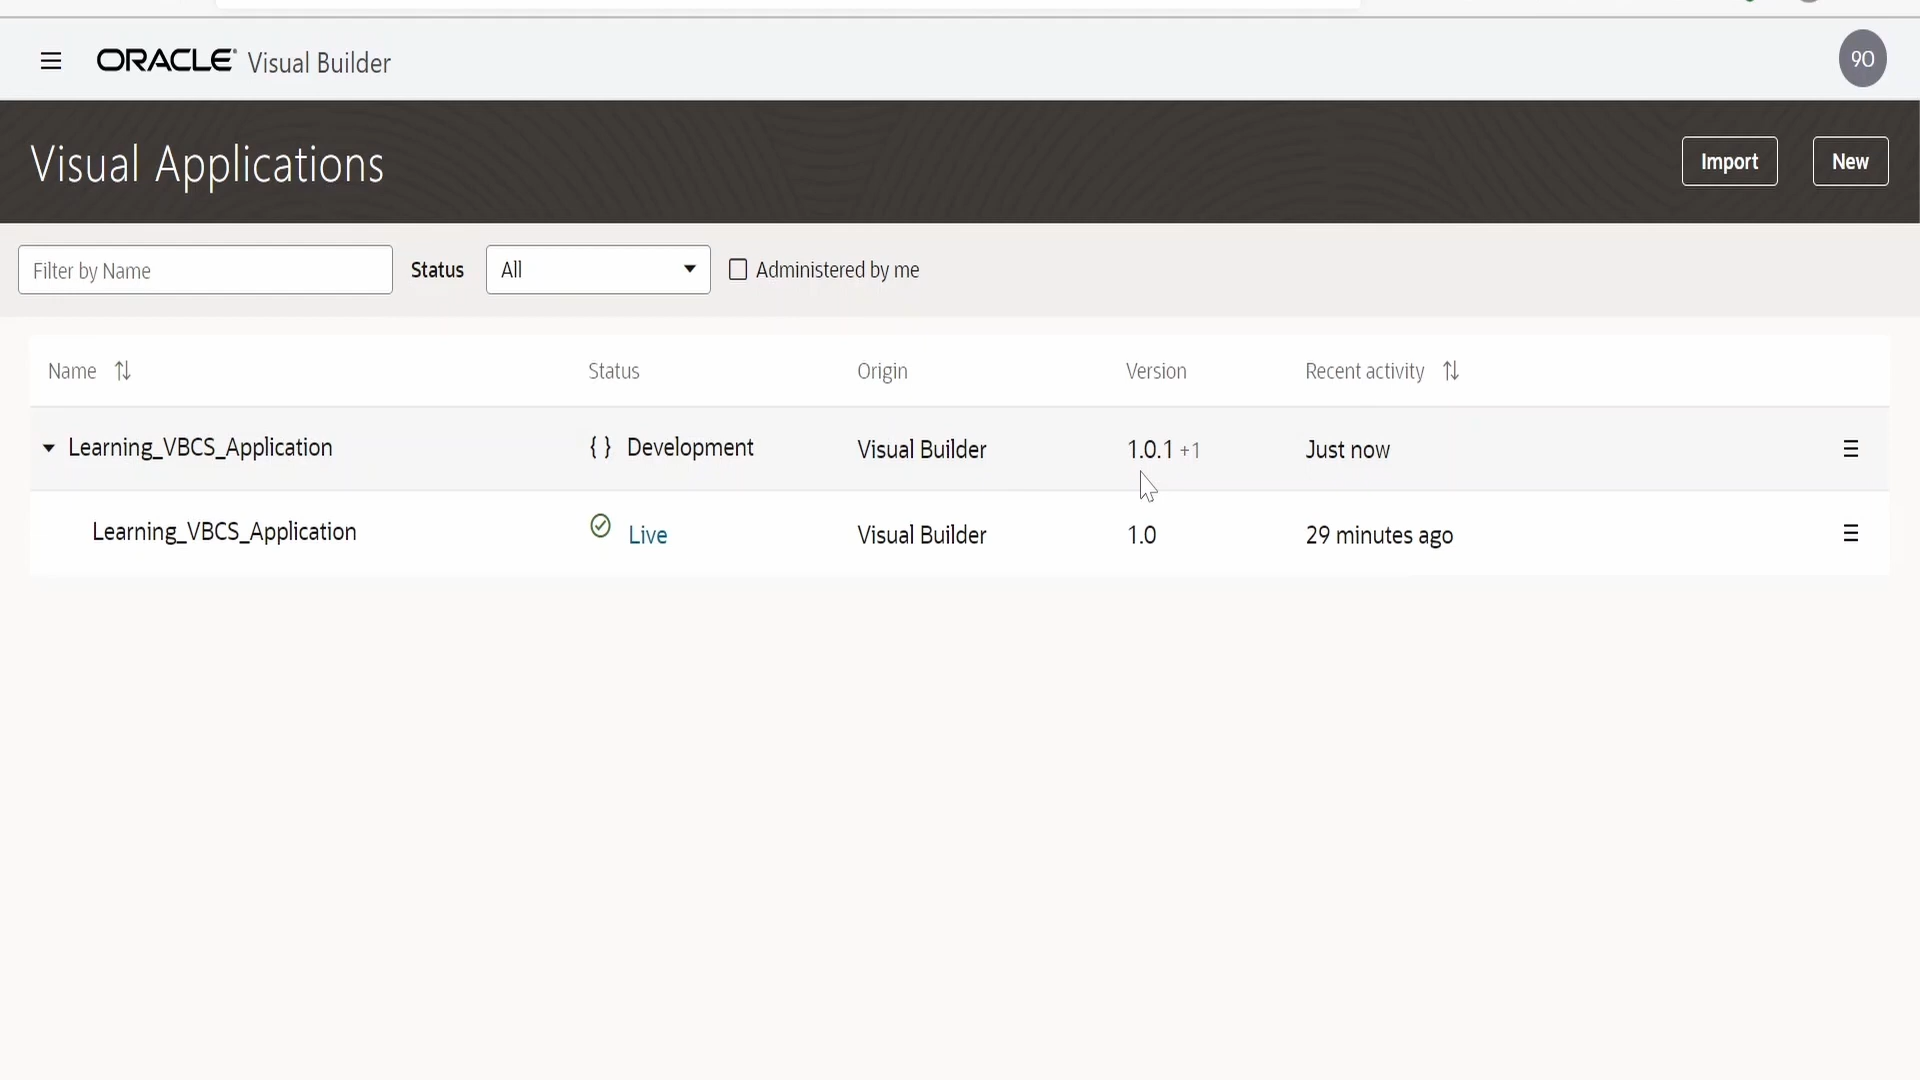 ORACLE Visual Builder
90
Visual Applications
Import
New
Filter by Name
Status
All
Administered by me
Name Status Origin Version Recent activity
Learning_VBCS_Application { } Development Visual Builder 1.0.1 +1 Just now
Learning_VBCS_Application Live Visual Builder 1.0 29 minutes ago